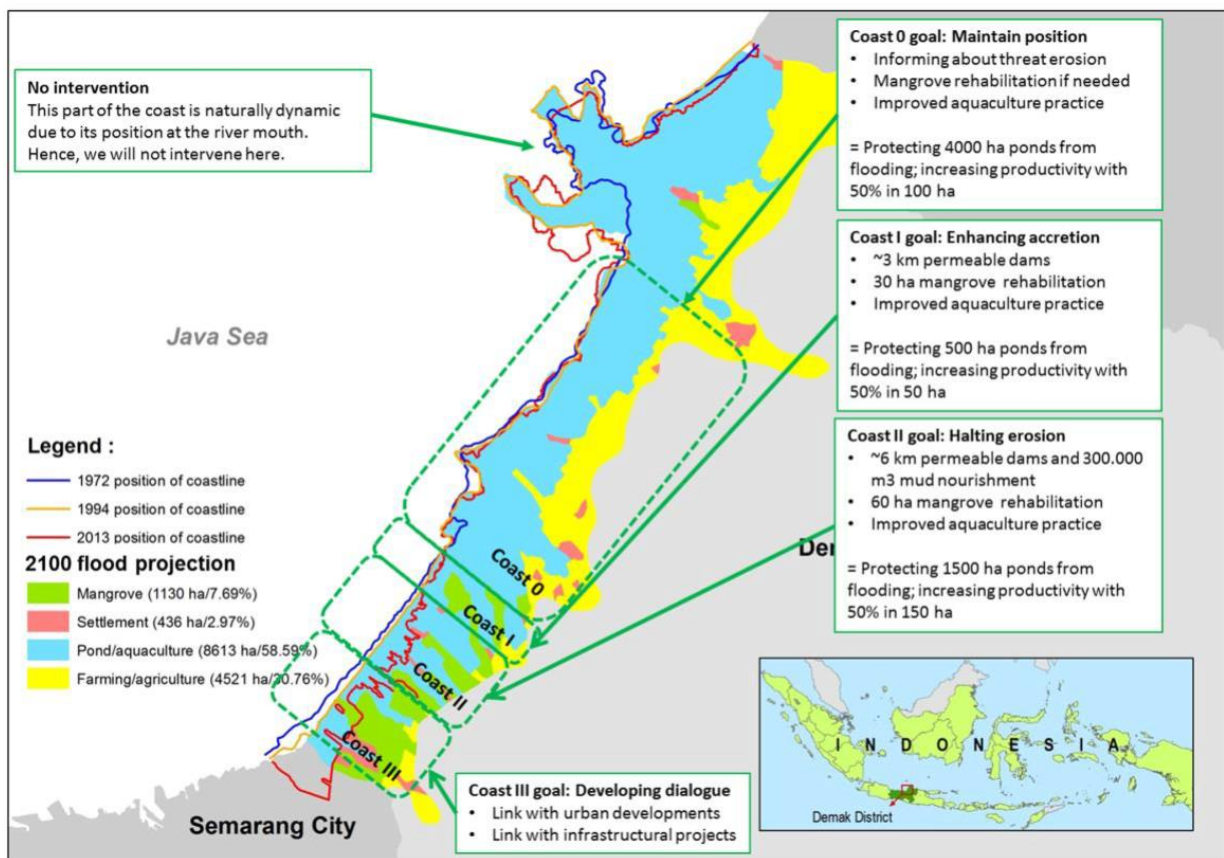 No intervention
This part of the coast is naturally dynamic
due to its position at the river mouth.
Hence, we will not intervene here.
Coast 0 goal: Maintain position
• Informing about threat erosion
• Mangrove rehabilitation if needed
• Improved aquaculture practice
= Protecting 4000 ha ponds from
flooding; increasing productivity with
50% in 100 ha
Coast I goal: Enhancing accretion
• ~3 km permeable dams
• 30 ha mangrove rehabilitation
• Improved aquaculture practice
= Protecting 500 ha ponds from
flooding; increasing productivity with
50% in 50 ha
Coast II goal: Halting erosion
• ~6 km permeable dams and 300.000
m3 mud nourishment
• 60 ha mangrove rehabilitation
• Improved aquaculture practice
= Protecting 1500 ha ponds from
flooding; increasing productivity with
50% in 150 ha
Java Sea
Legend :
1972 position of coastline
1994 position of coastline
2013 position of coastline
2100 flood projection
Mangrove (1130 ha/7.69%)
Settlement (436 ha/2.97%)
Pond/aquaculture (8613 ha/58.59%)
Farming/agriculture (4521 ha/30.76%)
Coast 0
Coast I
Coast II
Coast III
Semarang City
Coast III goal: Developing dialogue
• Link with urban developments
• Link with infrastructural projects
INDONESIA
Demak District